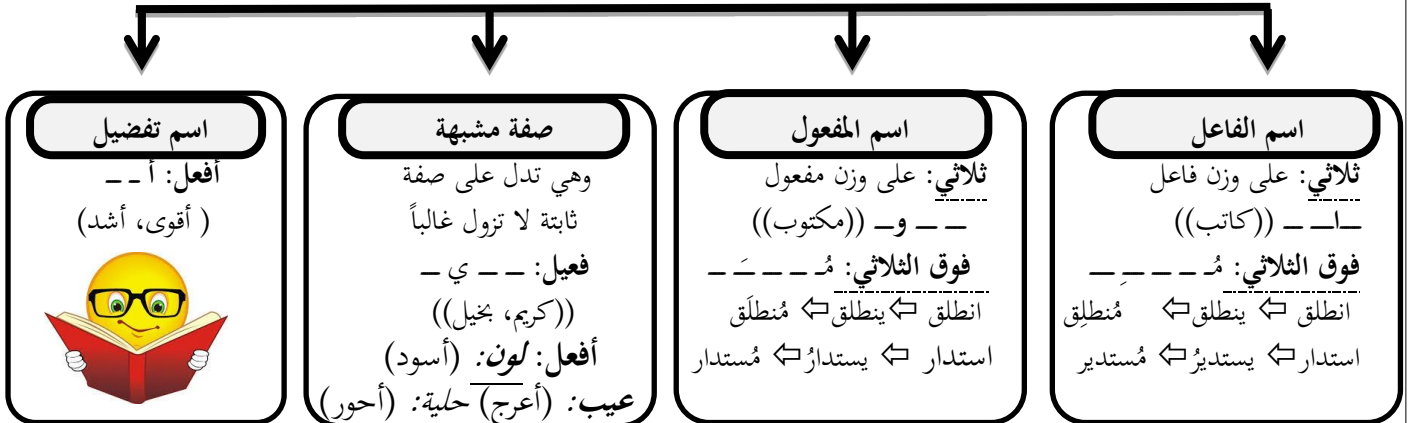 اسم الفاعل
ثلاثي: على وزن فاعل
ـاـ ـ ـ ((كاتب))
فوق الثلاثي: مُـ ـ ـ ـ ـِ ـ
انطلق ⇦ ينطلق ⇦ مُنطلِق
استدار ⇦ يستديرُ ⇦ مُستدير
اسم المفعول
ثلاثي: على وزن مفعول
ـ ـ ـ وـ ((مكتوب))
فوق الثلاثي: مُـ ـ ـ ـ ـَ ـ
انطلق ⇦ ينطلق ⇦ مُنطلَق
استدار ⇦ يستدارُ ⇦ مُستدار
صفة مشبهة
وهي تدل على صفة
ثابتة لا تزول غالباً
فعيل: ـ ـ ي ـ
((كريم، بخيل))
أفعل: لون: (أسود)
عيب: (أعرج) حلية: (أحور)
اسم تفضيل
أفعل: أ ـ ـ ـ
( أقوى، أشد)